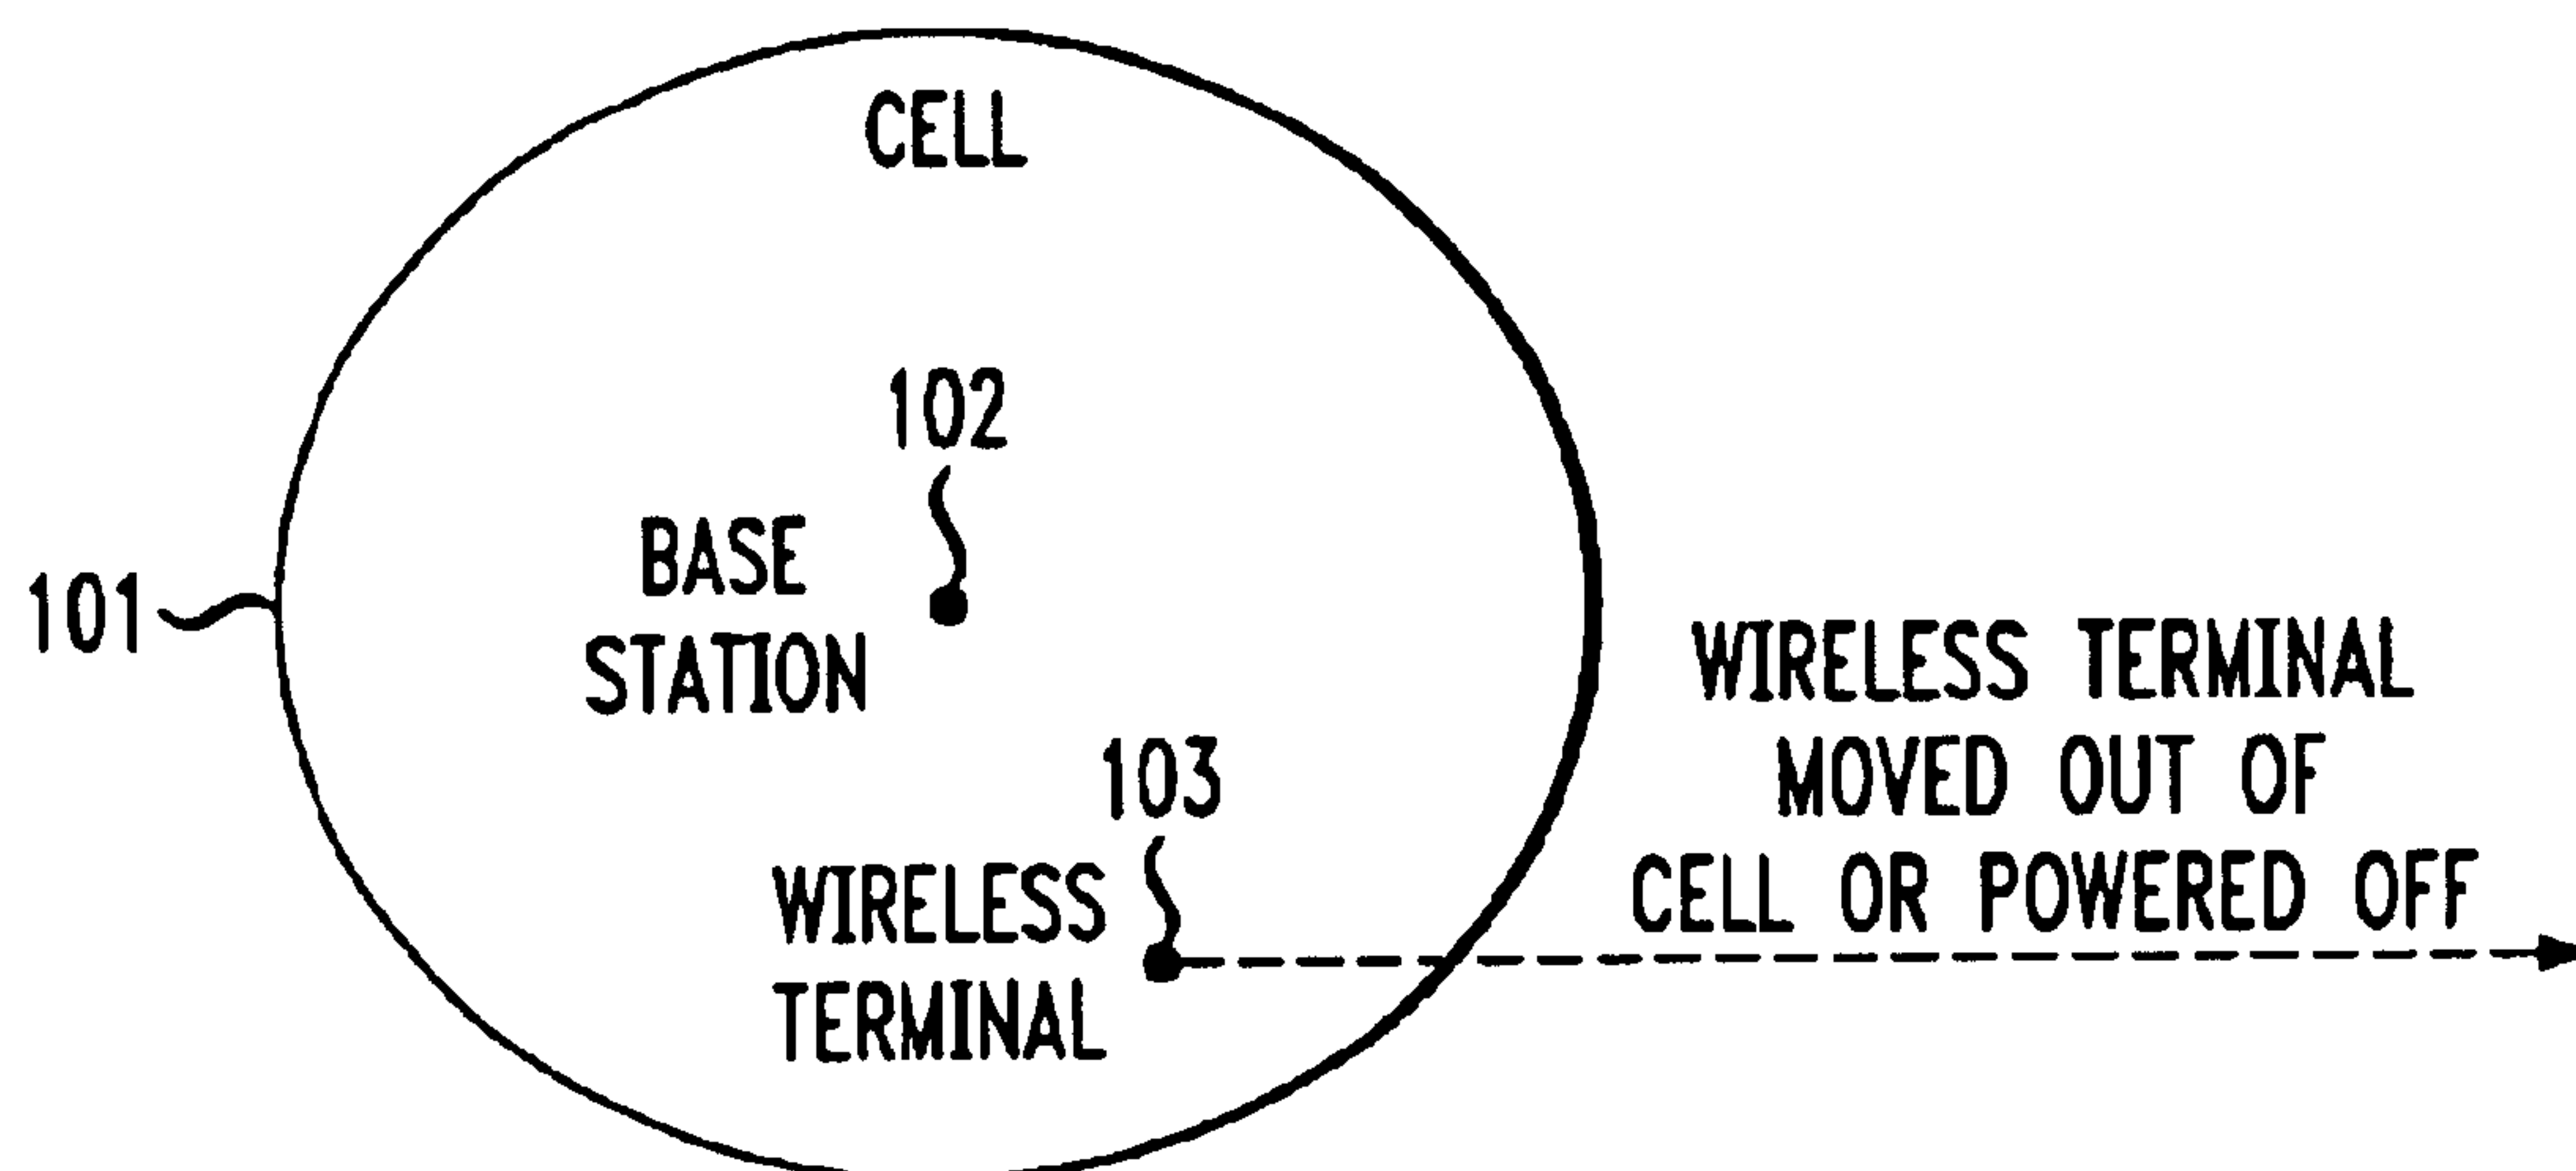 CELL
102
BASE
STATION
101
103
WIRELESS
TERMINAL
WIRELESS TERMINAL
MOVED OUT OF
CELL OR POWERED OFF